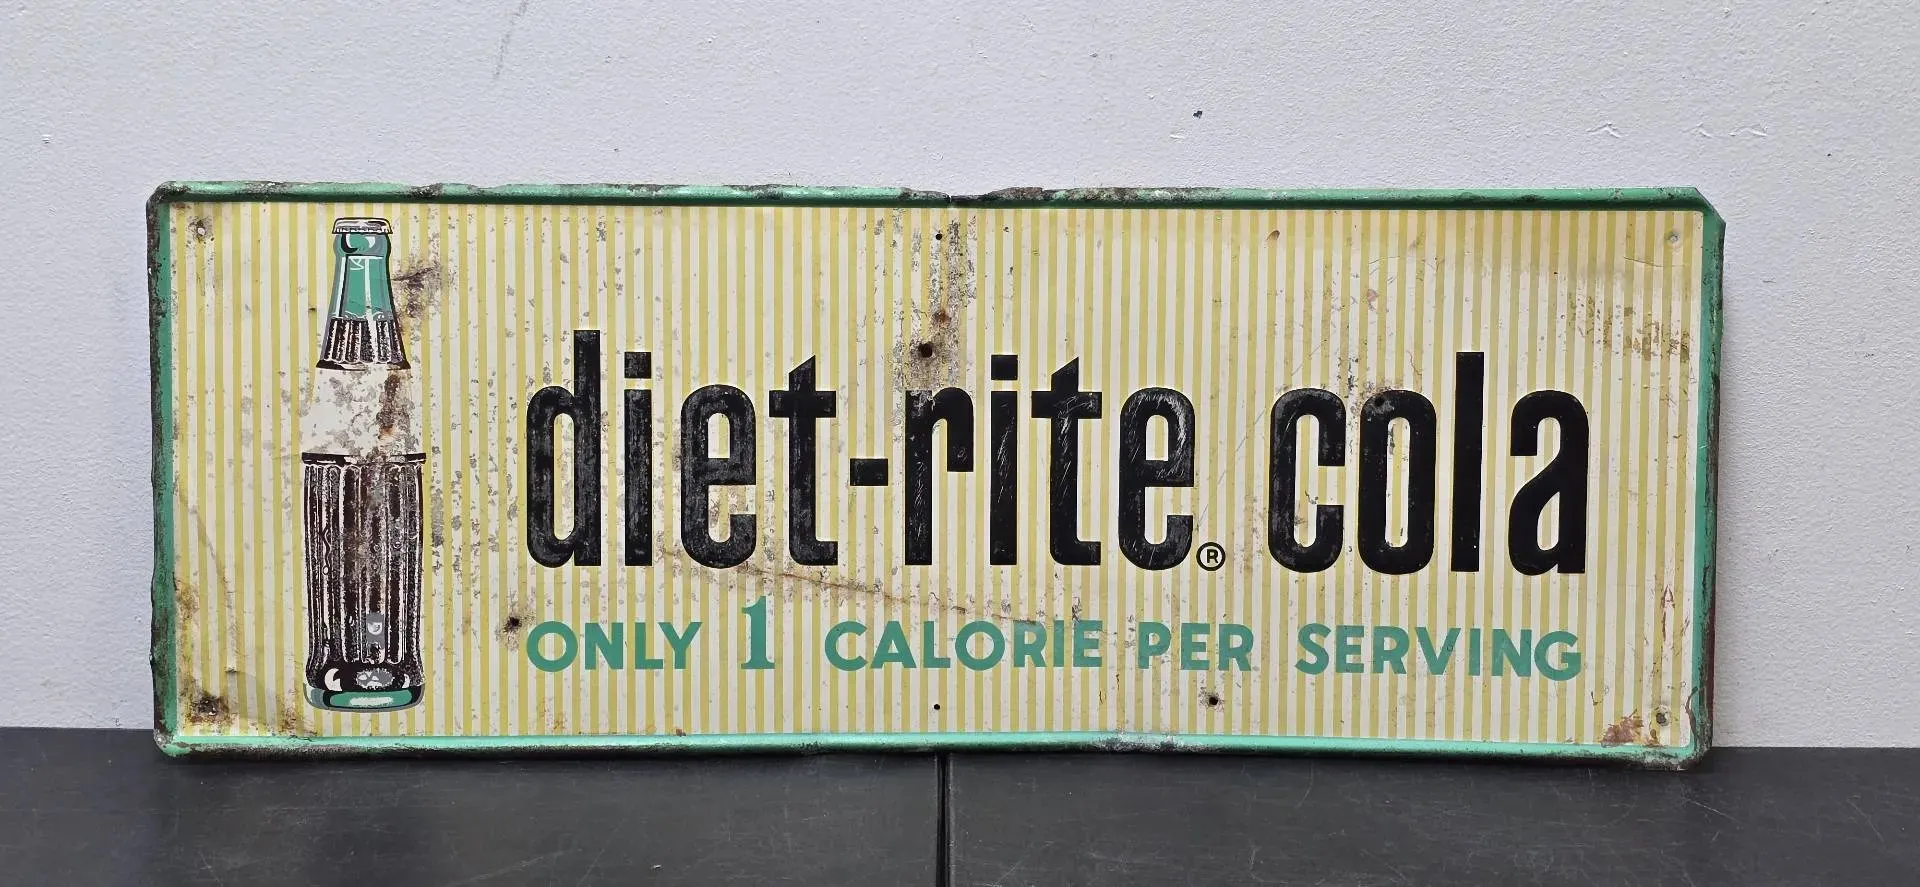 diet-rite® cola
ONLY 1 CALORIE PER SERVING